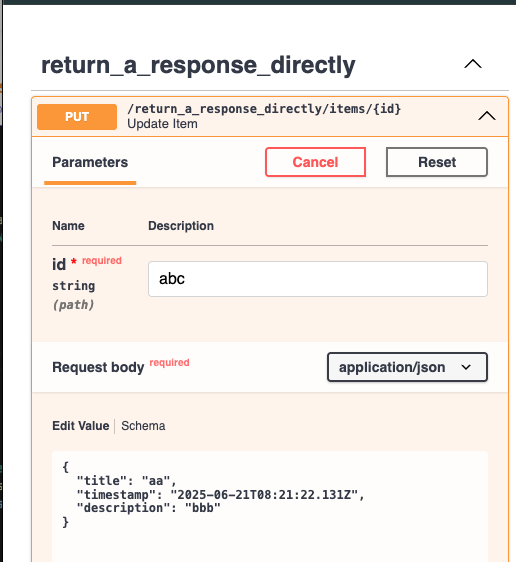 return_a_response_directly
PUT /return_a_response_directly/items/{id}
Update Item
Parameters Cancel Reset
Name Description
id * required abc
string
(path)
Request body required application/json
Edit Value Schema
{
  "title": "aa",
  "timestamp": "2025-06-21T08:21:22.131Z",
  "description": "bbb"
}